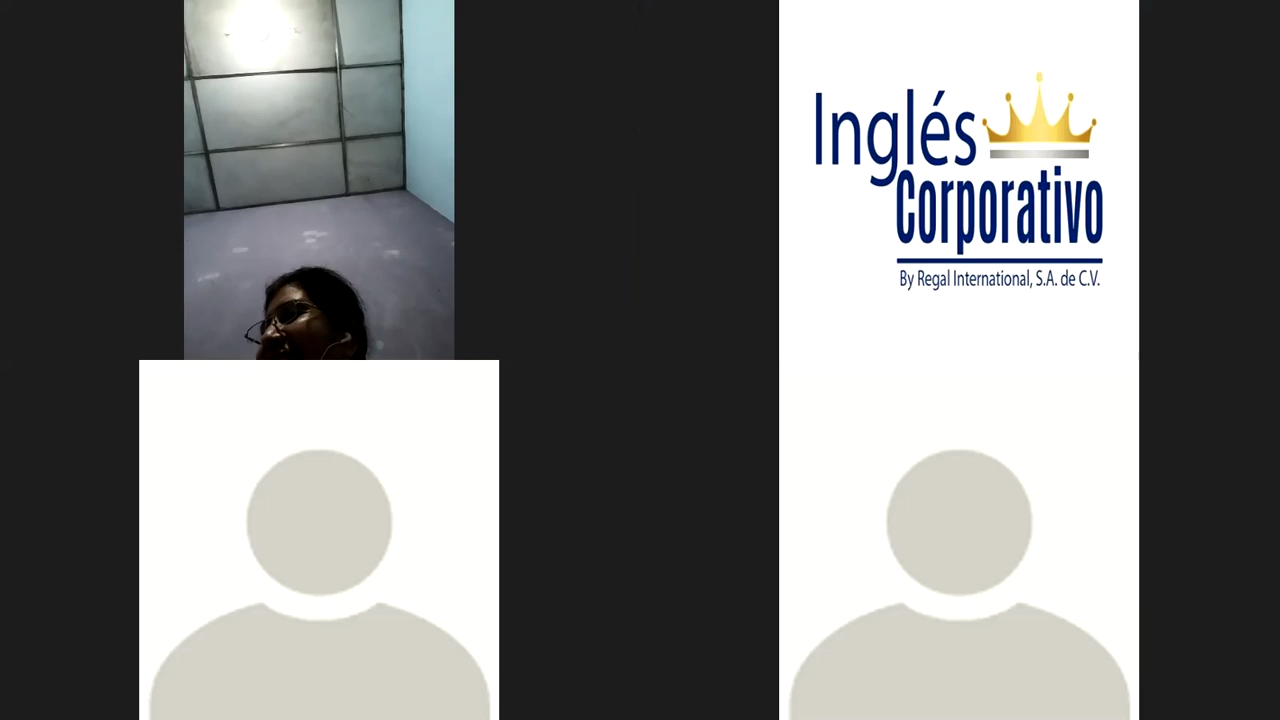 Inglés
Corporativo
By Regal International, S.A. de C.V.